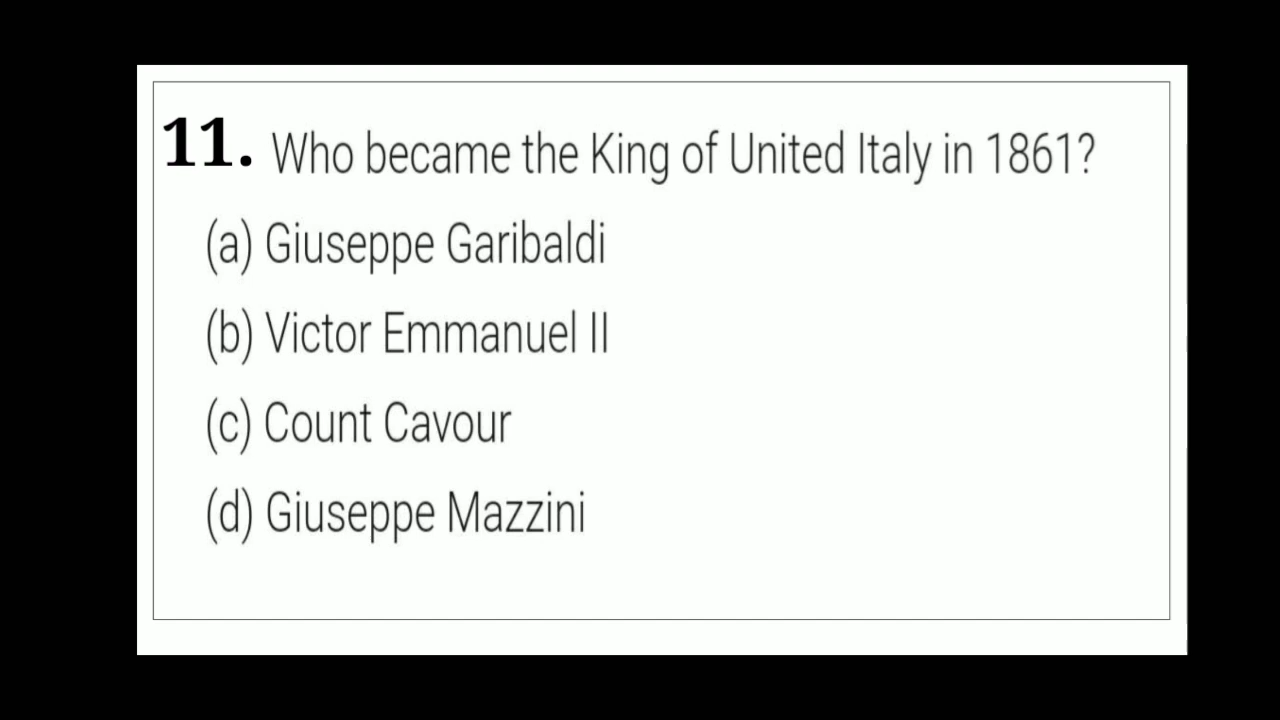 11. Who became the King of United Italy in 1861?
(a) Giuseppe Garibaldi
(b) Victor Emmanuel II
(c) Count Cavour
(d) Giuseppe Mazzini